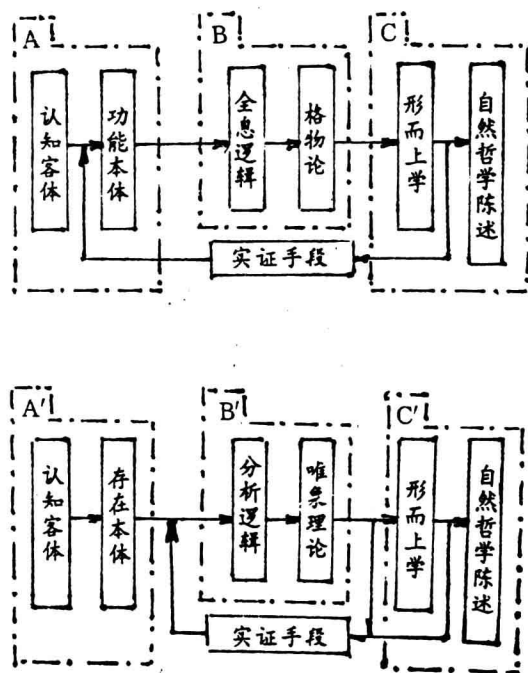 A
B
C
认知客体
功能本体
全息逻辑
格物论
形而上学
自然哲学陈述
实证手段
A′
B′
C′
认知客体
存在本体
分析逻辑
唯象理论
形而上学
自然哲学陈述
实证手段